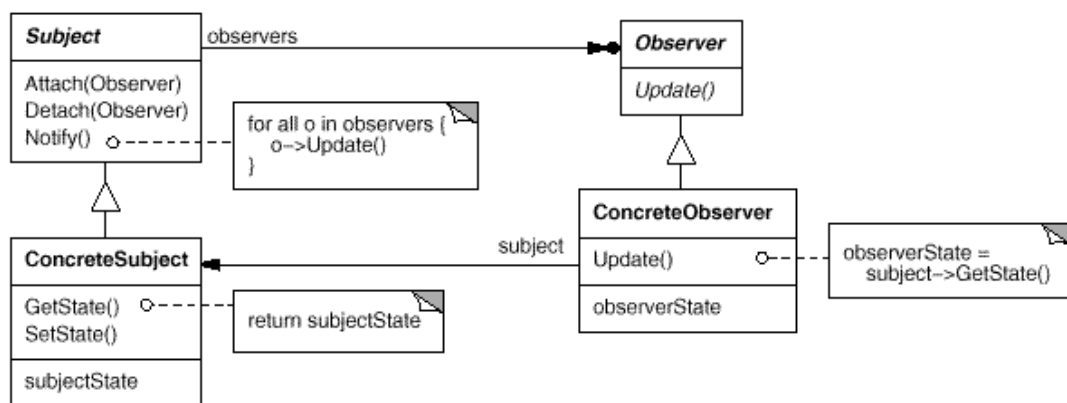 Subject
observers
Observer
Attach(Observer)
Detach(Observer)
Notify()
for all o in observers {
o->Update()
}
Update()
ConcreteSubject
GetState()
SetState()
subjectState
return subjectState
subject
ConcreteObserver
Update()
observerState
observerState =
subject->GetState()